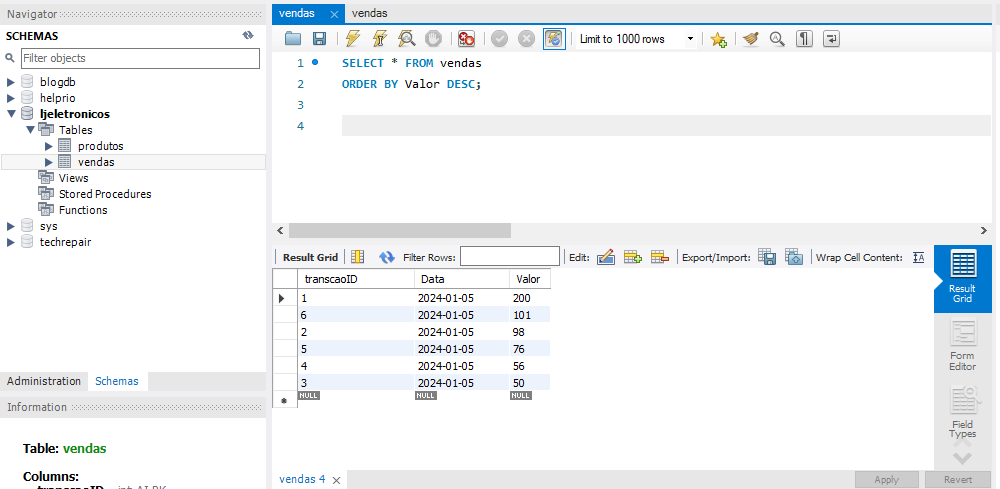 Navigator
SCHEMAS
Filter objects
blogdb
helprio
ljeletronicos
Tables
produtos
vendas
Views
Stored Procedures
Functions
sys
techrepair
Administration Schemas
Information
Table: vendas
Columns:
vendas vendas
Limit to 1000 rows
1 SELECT * FROM vendas
2 ORDER BY Valor DESC;
3
4
Result Grid Filter Rows: Edit: Export/Import: Wrap Cell Content: IA
transcaoID Data Valor
1 2024-01-05 200
6 2024-01-05 101
2 2024-01-05 98
5 2024-01-05 76
4 2024-01-05 56
3 2024-01-05 50
NULL NULL NULL
Result
Grid
Form
Editor
Field
Types
vendas 4
Apply Revert